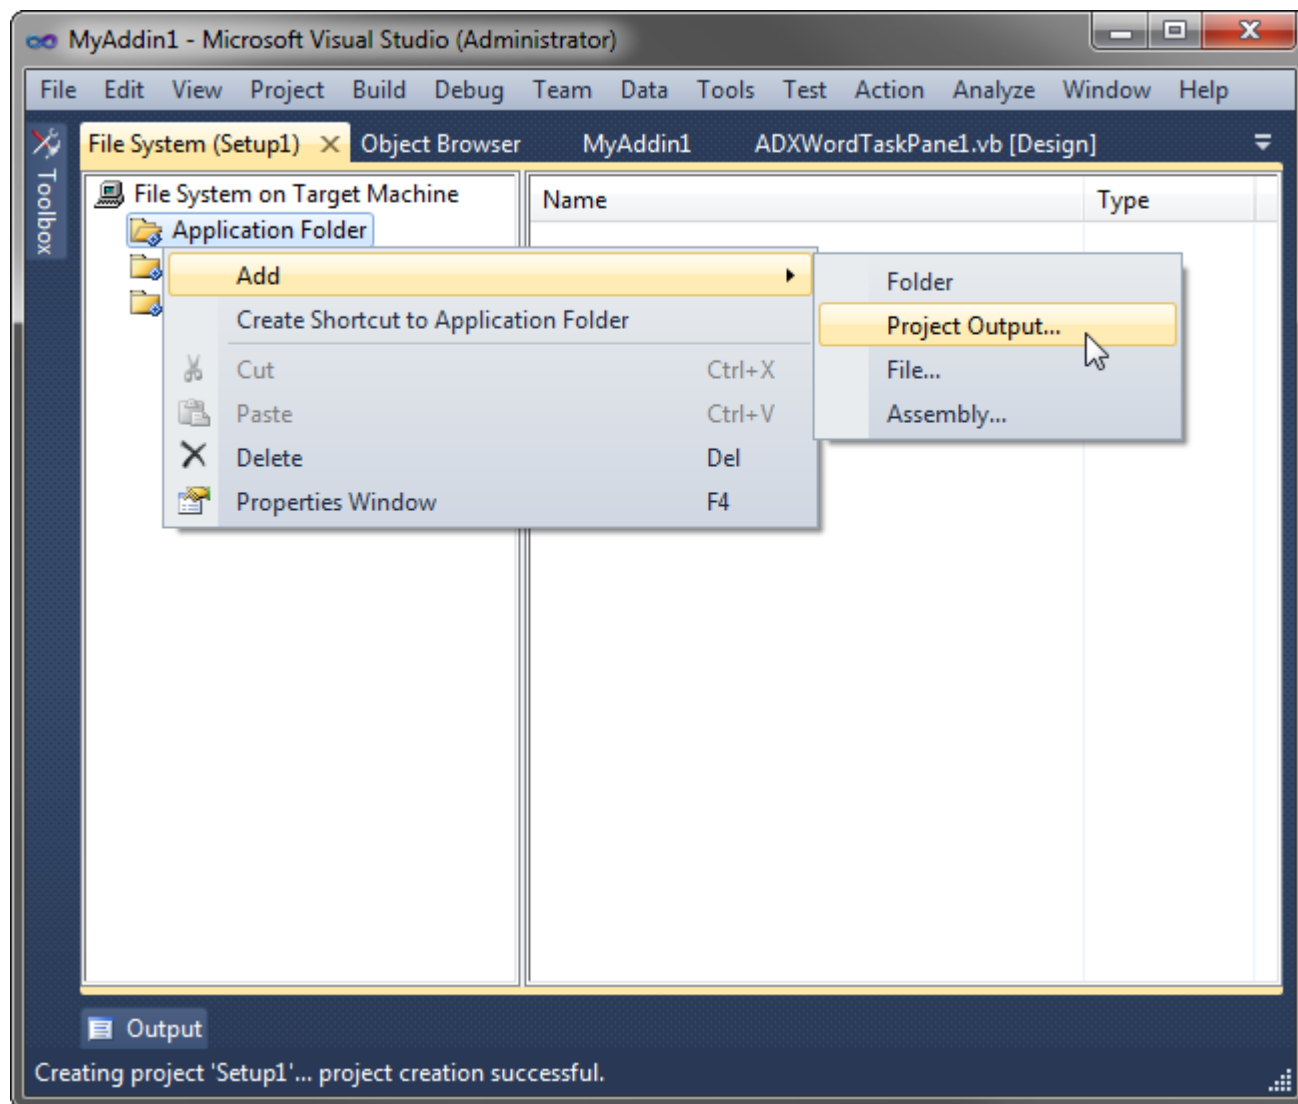 MyAddin1 - Microsoft Visual Studio (Administrator)
File Edit View Project Build Debug Team Data Tools Test Action Analyze Window Help
Toolbox
File System (Setup1) Object Browser MyAddin1 ADXWordTaskPane1.vb [Design]
File System on Target Machine
Name Type
Application Folder
Add
Create Shortcut to Application Folder
Cut Ctrl+X
Paste Ctrl+V
Delete Del
Properties Window F4
Folder
Project Output...
File...
Assembly...
Output
Creating project 'Setup1'... project creation successful.